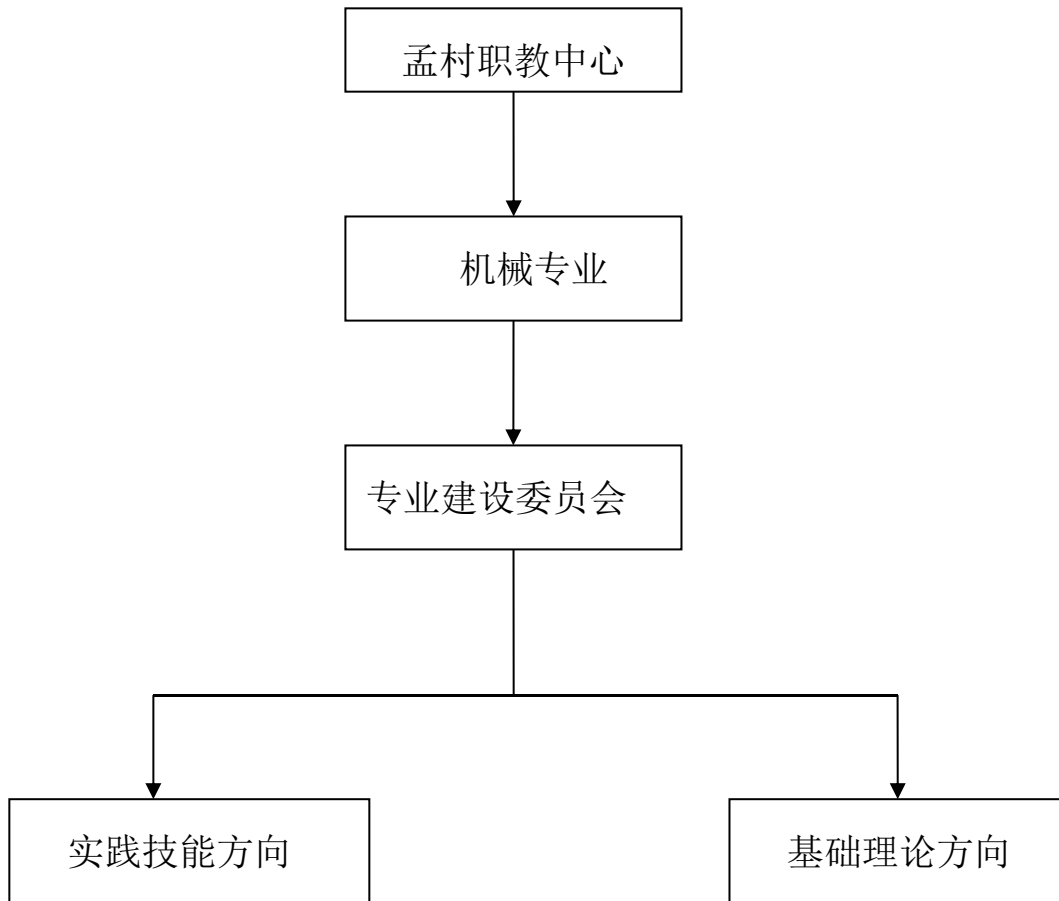 孟村职教中心
机械专业
专业建设委员会
实践技能方向
基础理论方向